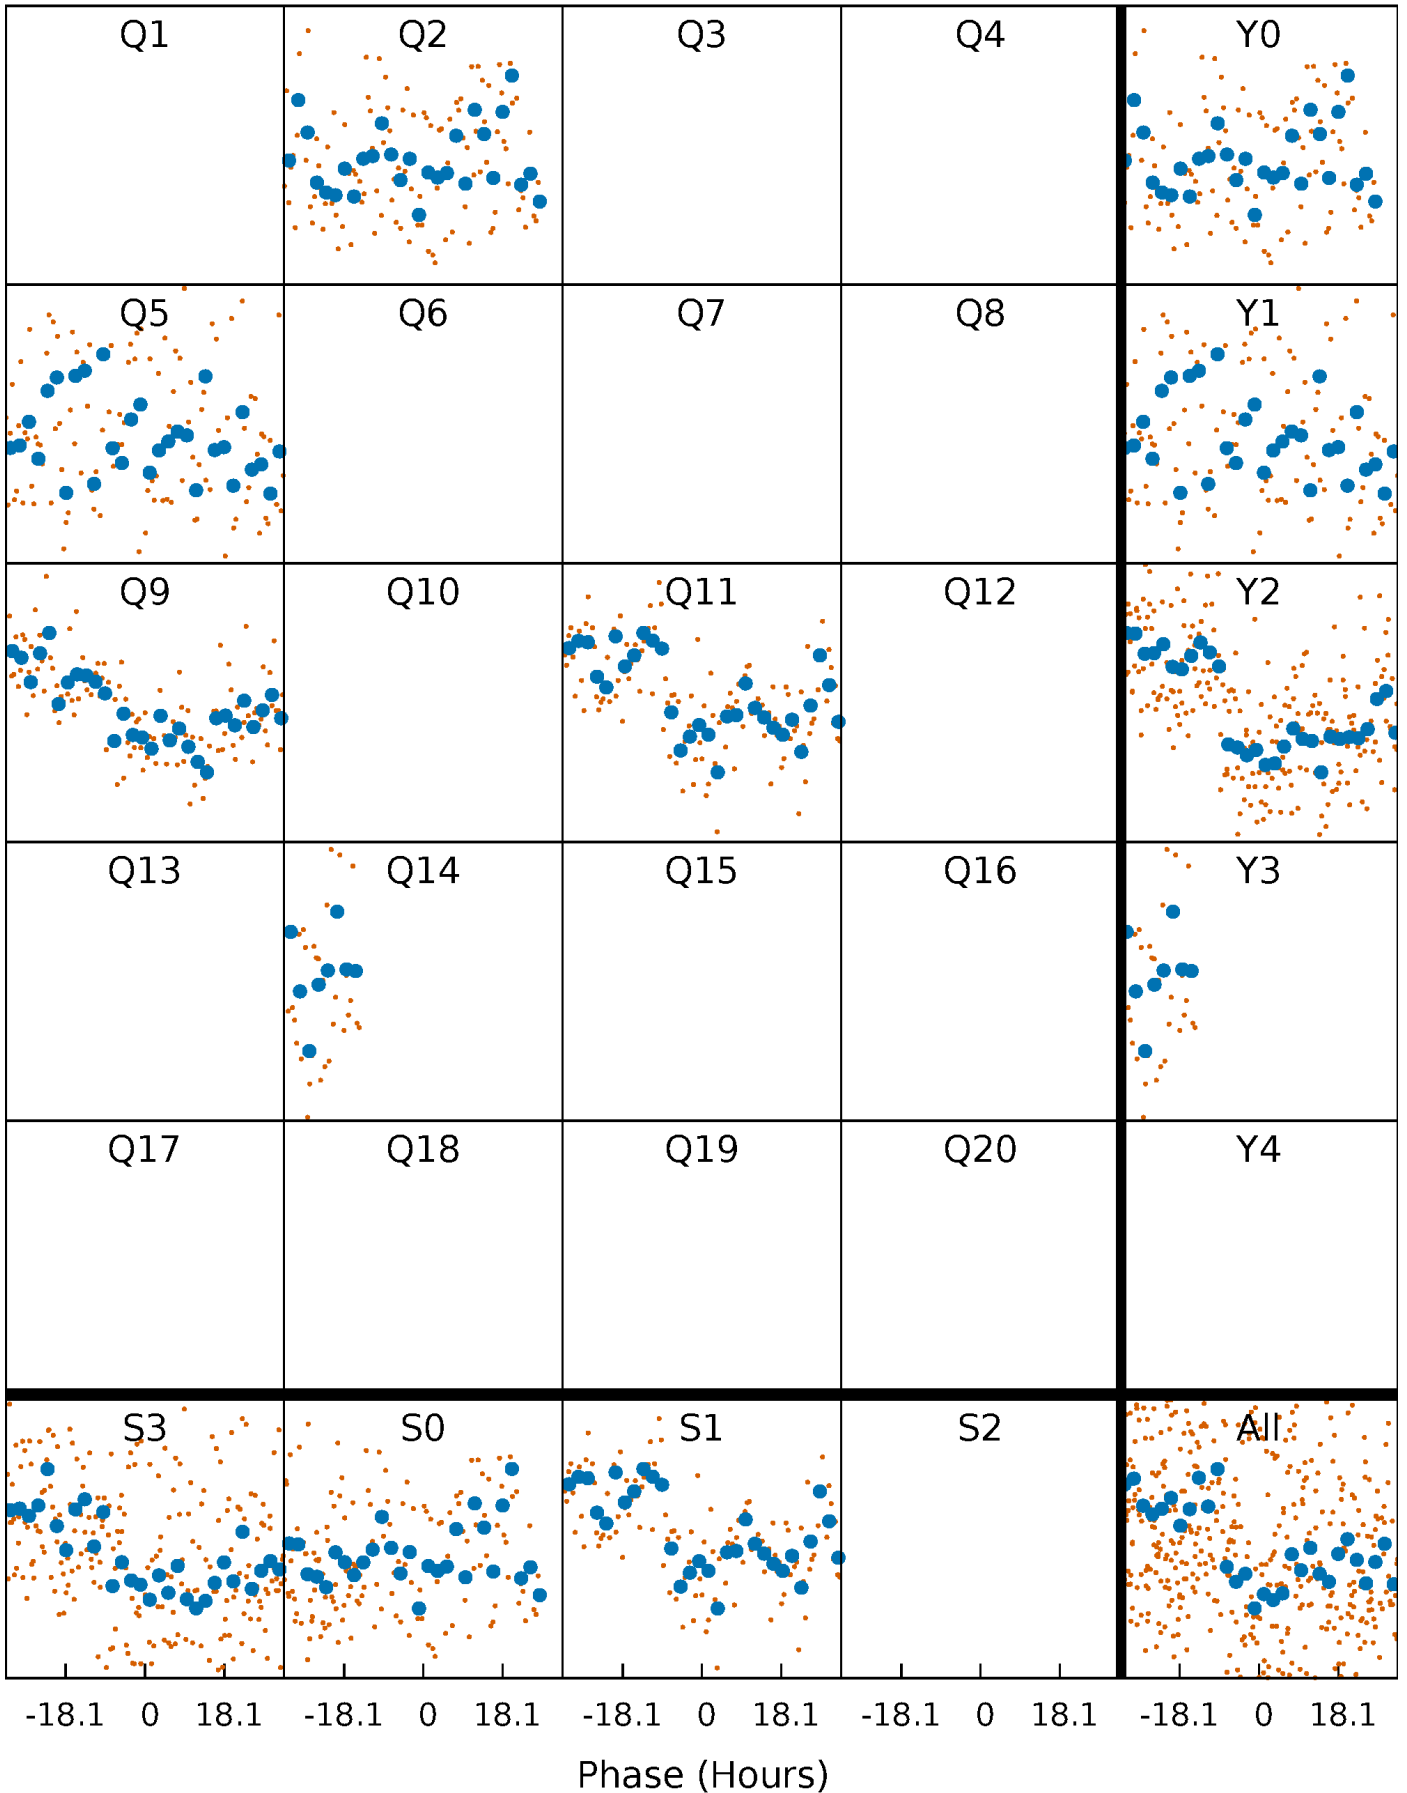 Q1 Q2 Q3 Q4 Y0
Q5 Q6 Q7 Q8 Y1
Q9 Q10 Q11 Q12 Y2
Q13 Q14 Q15 Q16 Y3
Q17 Q18 Q19 Q20 Y4
S3 S0 S1 S2 All
-18.1 0 18.1 -18.1 0 18.1 -18.1 0 18.1 -18.1 0 18.1 -18.1 0 18.1
Phase (Hours)